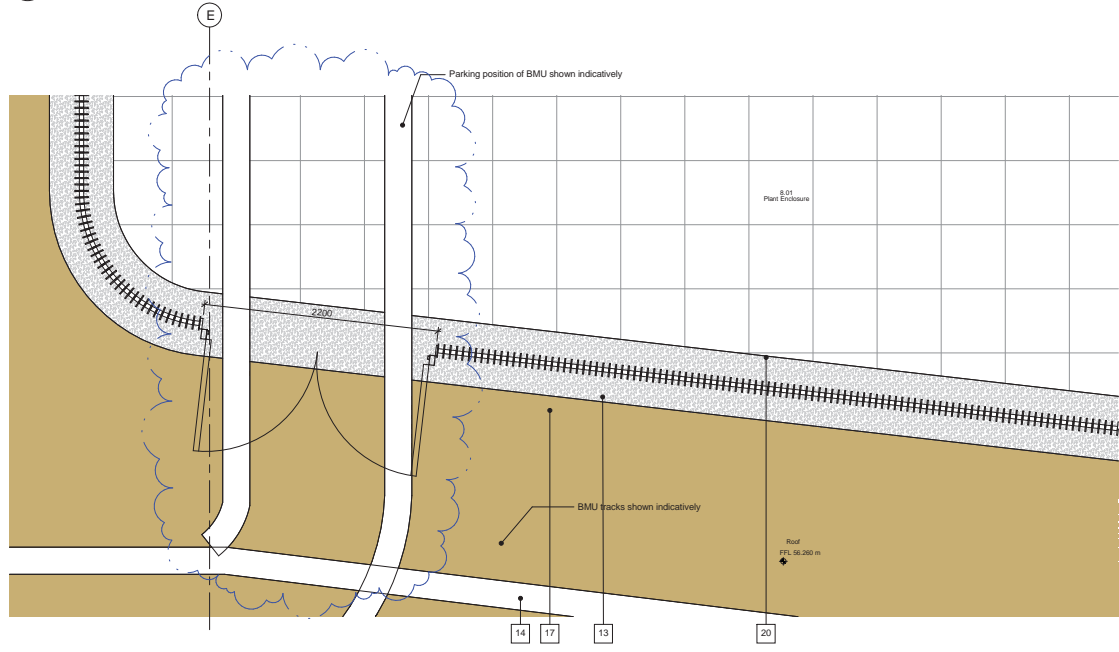 E
Parking position of BMU shown indicatively
8.01
Plant Enclosure
2200
BMU tracks shown indicatively
Roof
FFL 56.260 m
14
17
13
20